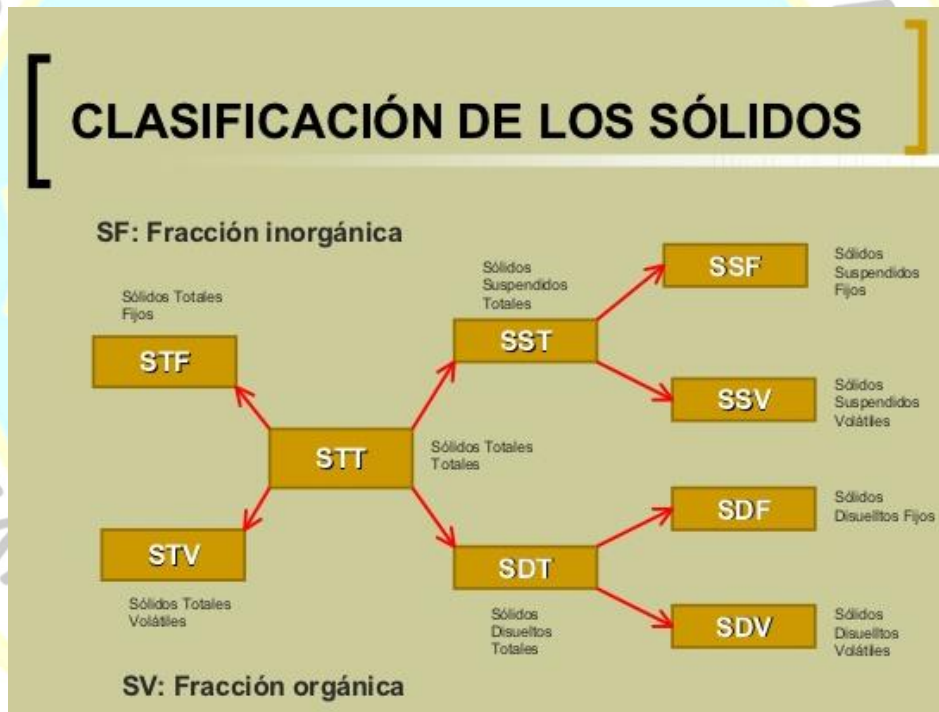 CLASIFICACIÓN DE LOS SÓLIDOS
SF: Fracción inorgánica
Sólidos Totales
Fijos
STF
STT
Sólidos Totales
Totales
STV
Sólidos Totales
Volátiles
SV: Fracción orgánica
Sólidos
Suspendidos
Totales
SST
SSF
Sólidos
Suspendidos
Fijos
SSV
Sólidos
Suspendidos
Volátiles
SDT
Sólidos
Disueltos
Totales
SDF
Sólidos
Disuelltos Fijos
SDV
Sólidos
Disuelltos
Volátiles